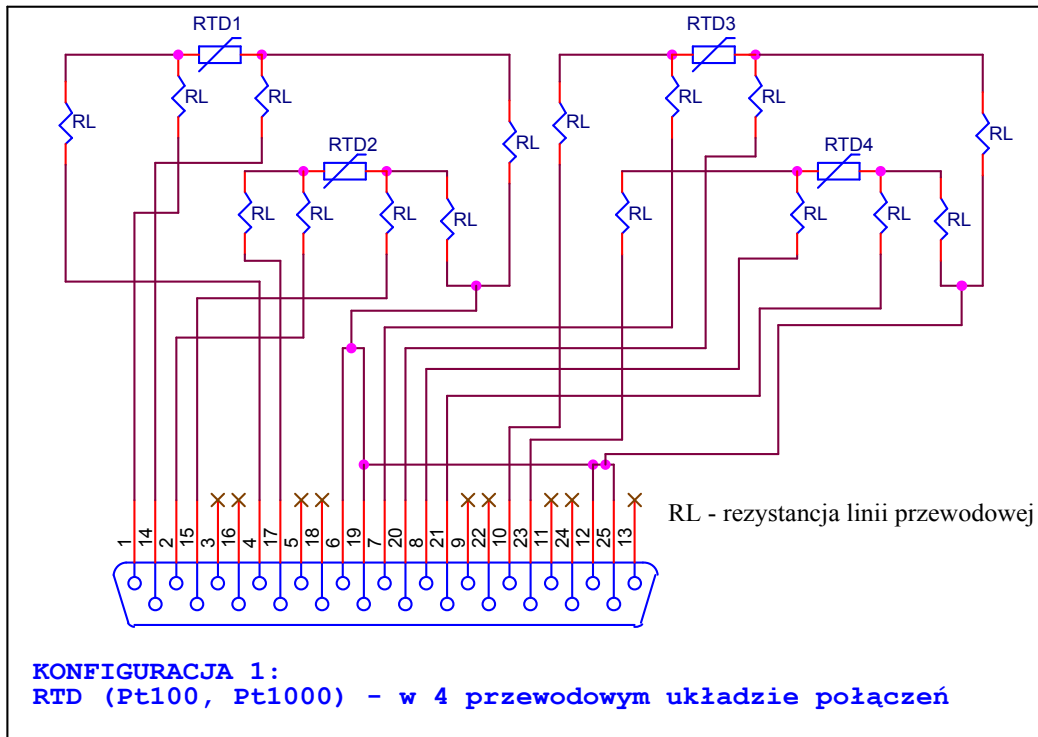 RTD1
RTD3
RL
RL
RL
RL
RL
RL
RL
RL
RTD2
RTD4
RL
RL
RL
RL
RL
RL
RL
RL
RL - rezystancja linii przewodowej
1 14 2 15 3 16 4 17 5 18 6 19 7 20 8 21 9 22 10 23 11 24 12 25 13
KONFIGURACJA 1:
RTD (Pt100, Pt1000) - w 4 przewodowym układzie połączeń